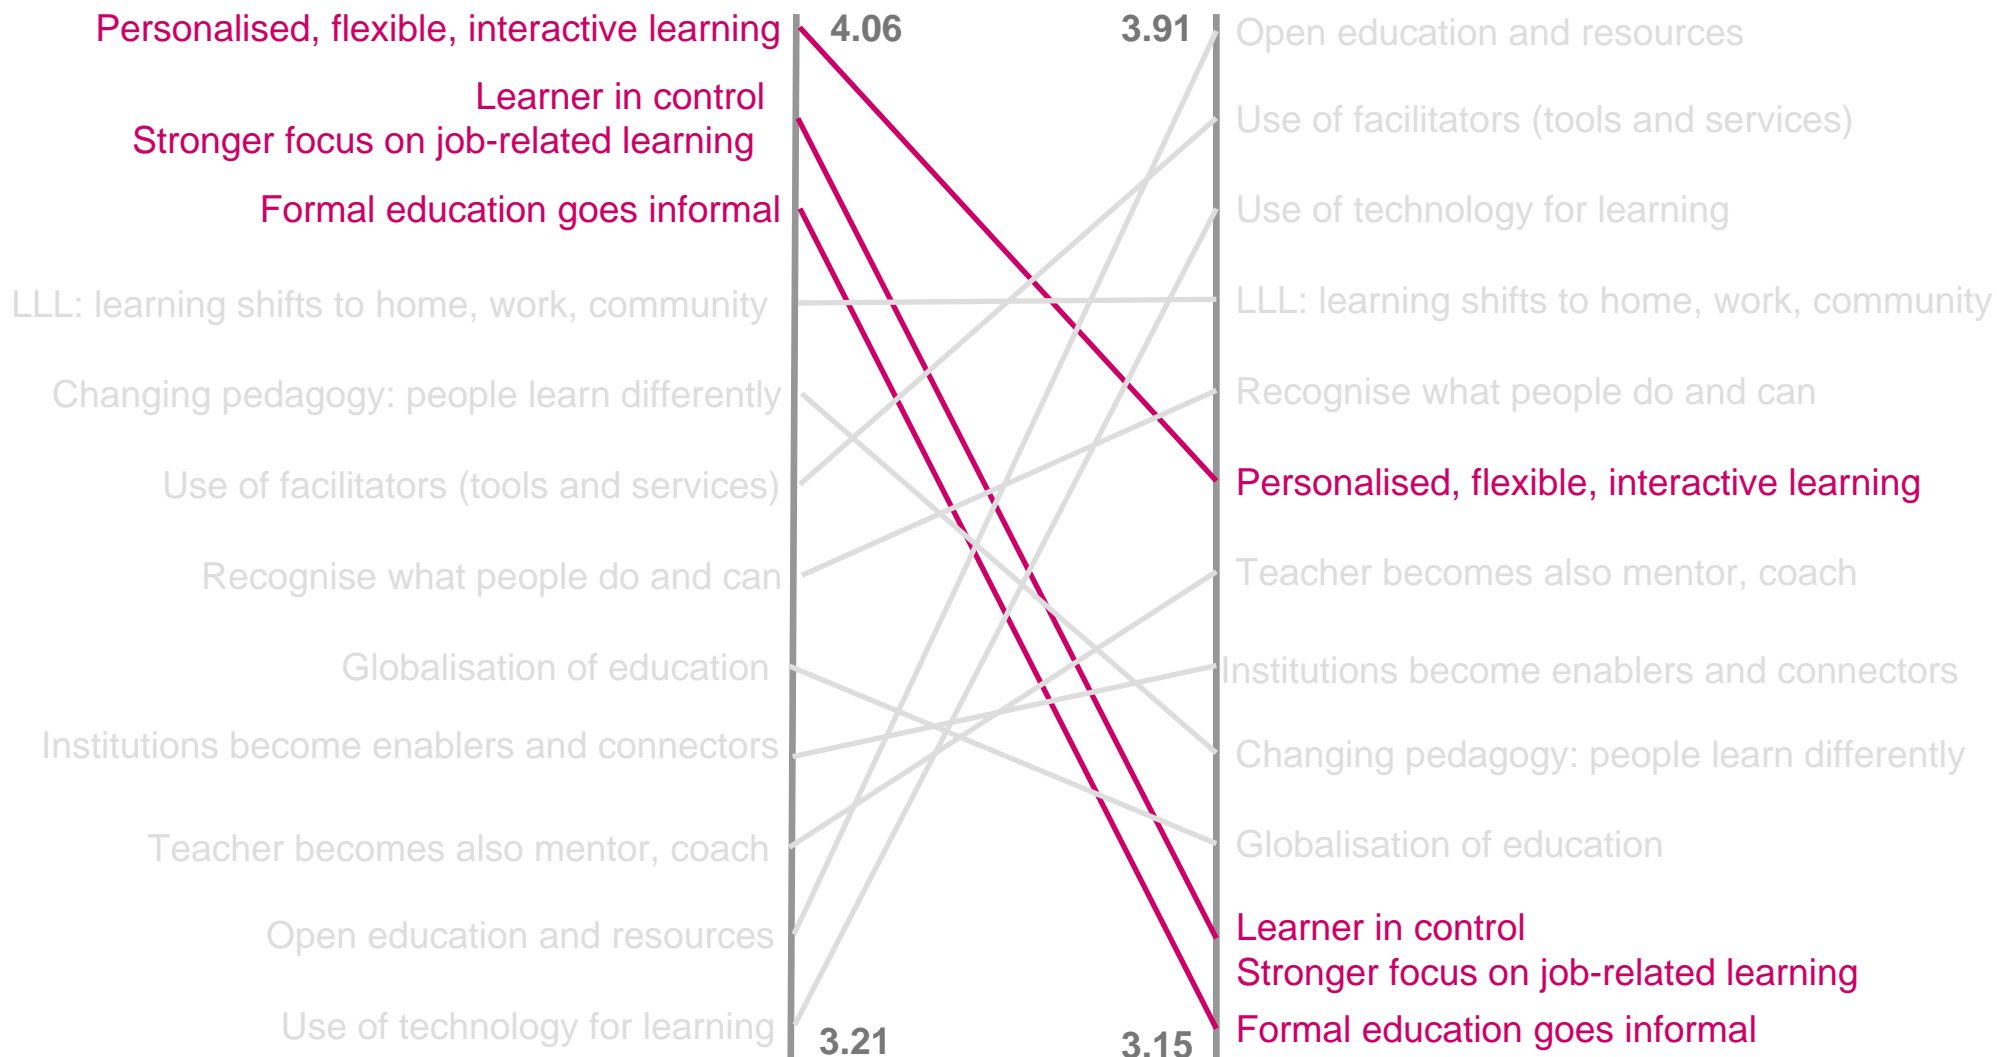 Personalised, flexible, interactive learning
Learner in control
Stronger focus on job-related learning
Formal education goes informal
LLL: learning shifts to home, work, community
Changing pedagogy: people learn differently
Use of facilitators (tools and services)
Recognise what people do and can
Globalisation of education
Institutions become enablers and connectors
Teacher becomes also mentor, coach
Open education and resources
Use of technology for learning
4.06
3.21
3.91
3.15
Open education and resources
Use of facilitators (tools and services)
Use of technology for learning
LLL: learning shifts to home, work, community
Recognise what people do and can
Personalised, flexible, interactive learning
Teacher becomes also mentor, coach
Institutions become enablers and connectors
Changing pedagogy: people learn differently
Globalisation of education
Learner in control
Stronger focus on job-related learning
Formal education goes informal